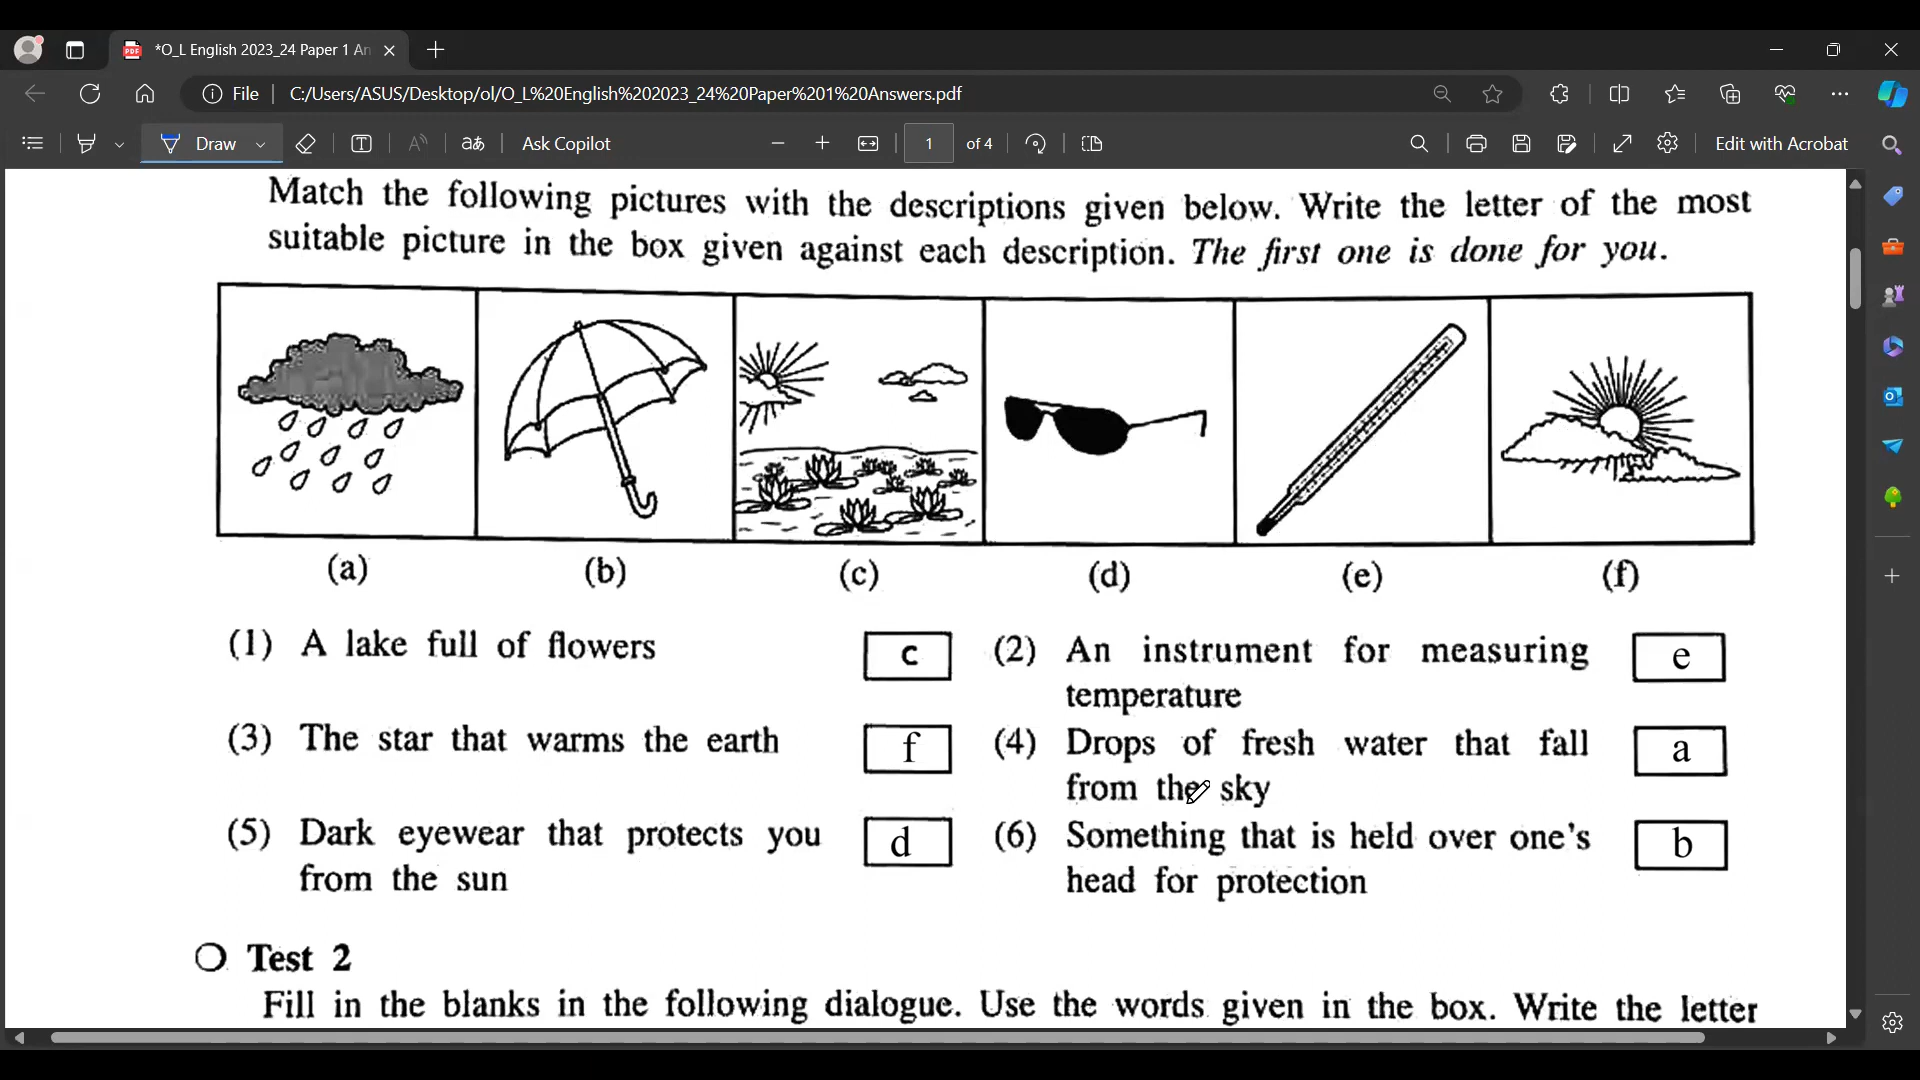 *O_L English 2023_24 Paper 1 An
File
C:/Users/ASUS/Desktop/ol/O_L%20English%202023_24%20Paper%201%20Answers.pdf
Draw
aあ
Ask Copilot
1
of 4
Edit with Acrobat
Match the following pictures with the descriptions given below. Write the letter of the most
suitable picture in the box given against each description. The first one is done for you.
(a) (b) (c) (d) (e) (f)
(1) A lake full of flowers c
(2) An instrument for measuring e
temperature
(3) The star that warms the earth f
(4) Drops of fresh water that fall a
from the sky
(5) Dark eyewear that protects you d
from the sun
(6) Something that is held over one's b
head for protection
Test 2
Fill in the blanks in the following dialogue. Use the words given in the box. Write the letter